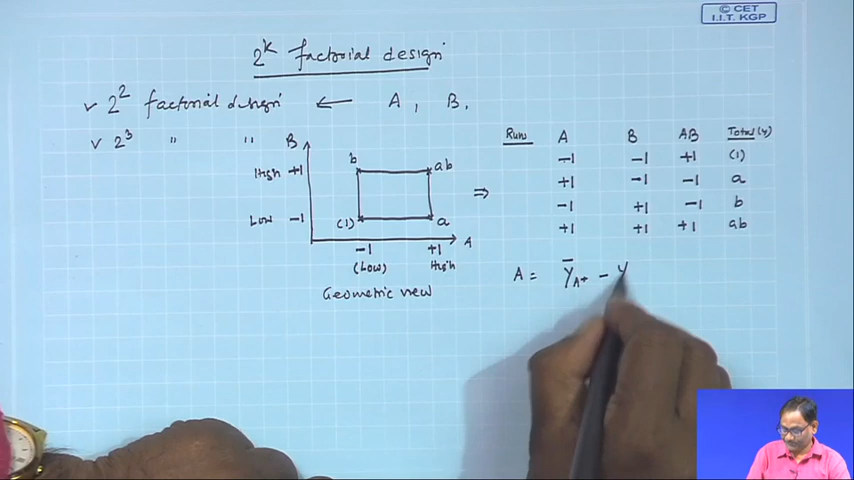 © CET
I.I.T. KGP
2^k factorial design
✓ 2^2 factorial design ← A, B,
✓ 2^3 " "
B
High +1
Low -1
b ab
(1) a
-1 +1 A
(Low) High
Geometric view
⇒
Run A B AB Total (y)
-1 -1 +1 (1)
+1 -1 -1 a
-1 +1 -1 b
+1 +1 +1 ab
A = ȳ_A+ - y